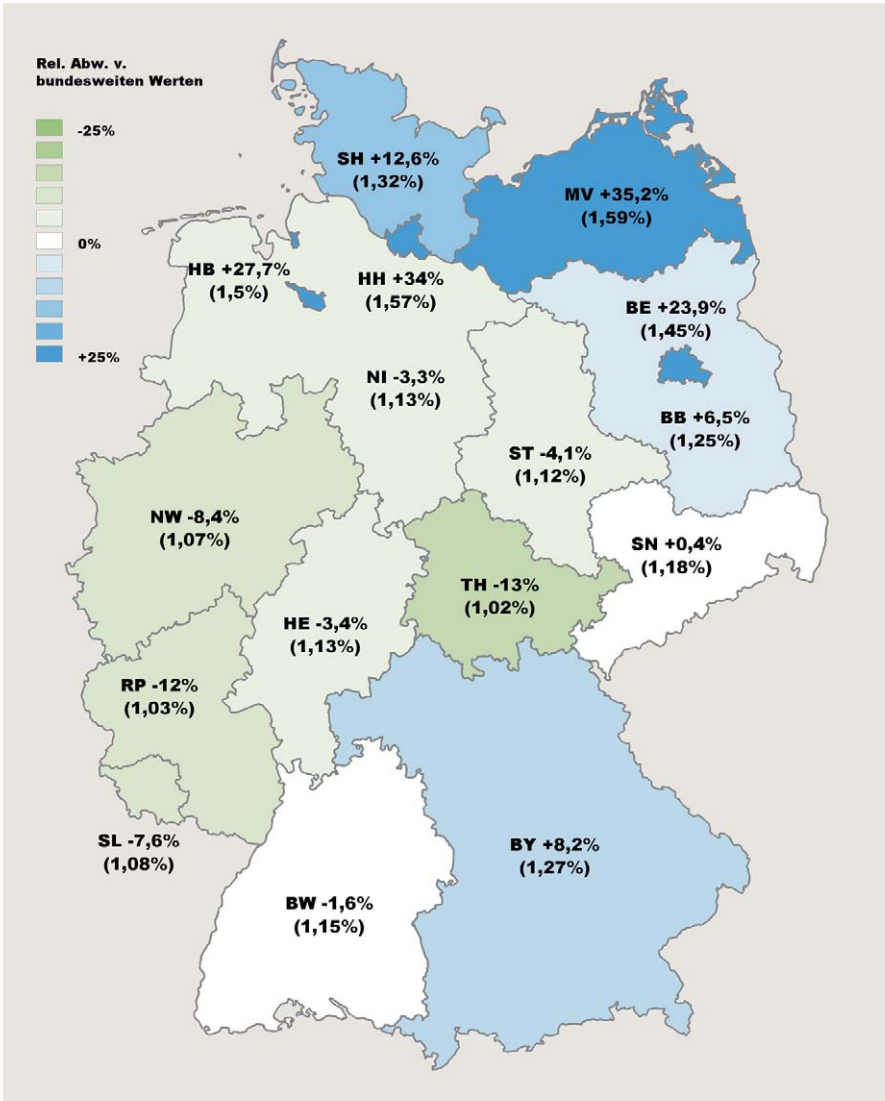 Rel. Abw. v.
bundesweiten Werten
-25%
0%
+25%
SH +12,6%
(1,32%)
MV +35,2%
(1,59%)
HB +27,7%
(1,5%)
HH +34%
(1,57%)
BE +23,9%
(1,45%)
NI -3,3%
(1,13%)
BB +6,5%
(1,25%)
ST -4,1%
(1,12%)
NW -8,4%
(1,07%)
SN +0,4%
(1,18%)
TH -13%
(1,02%)
HE -3,4%
(1,13%)
RP -12%
(1,03%)
SL -7,6%
(1,08%)
BY +8,2%
(1,27%)
BW -1,6%
(1,15%)